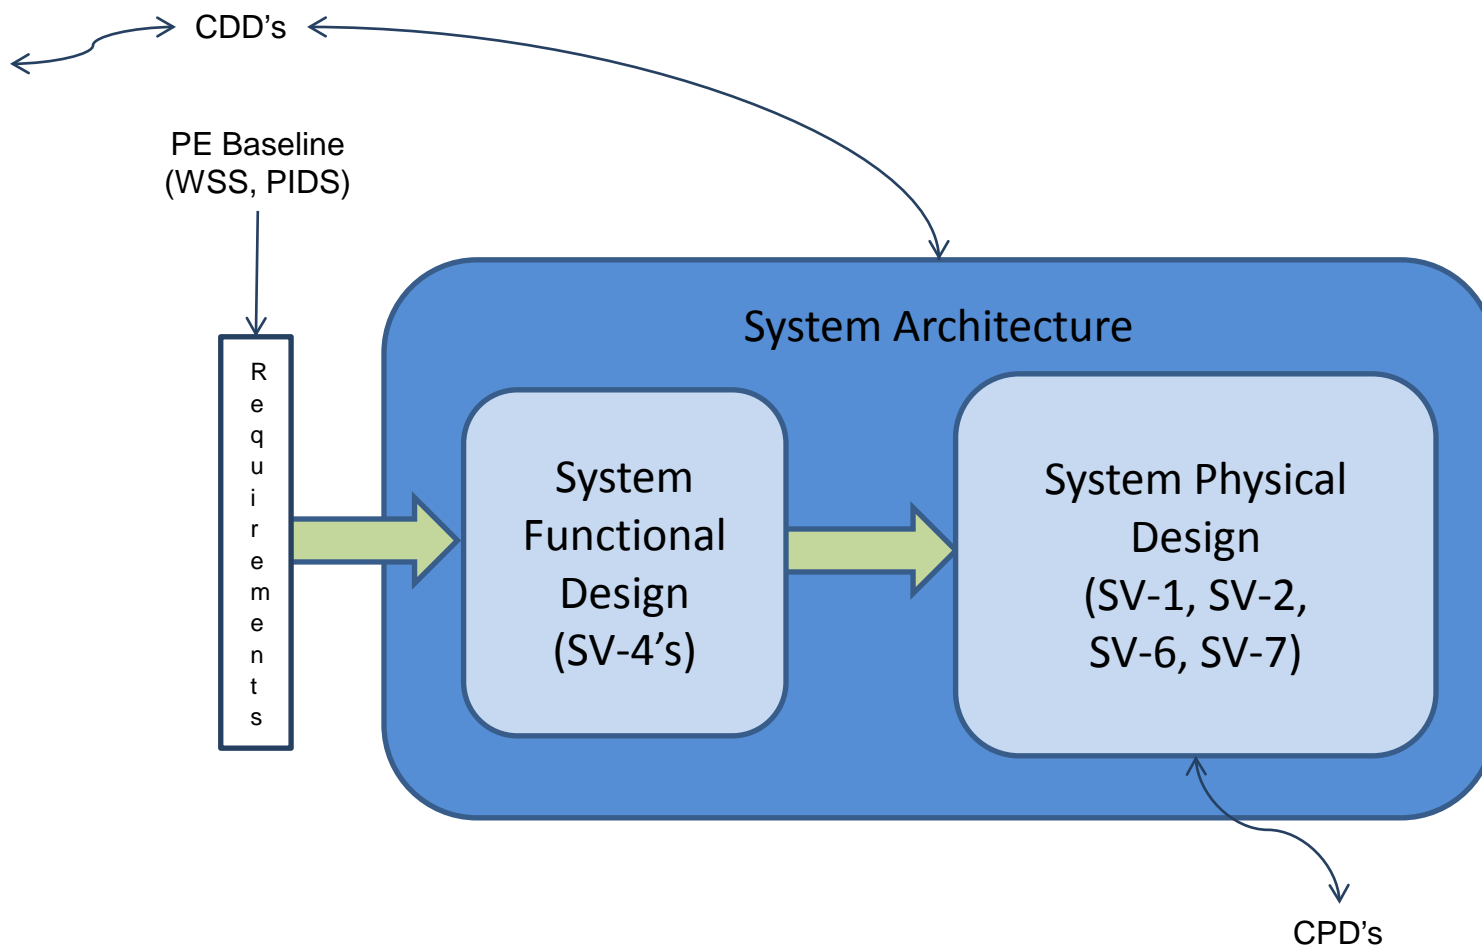 CDD’s
PE Baseline
(WSS, PIDS)
Requirements
System Architecture
System
Functional
Design
(SV-4’s)
System Physical
Design
(SV-1, SV-2,
SV-6, SV-7)
CPD’s